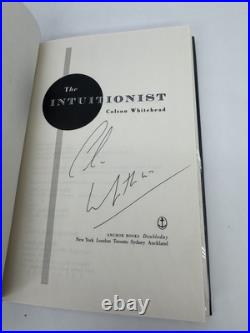 The
INTUITIONIST
Colson Whitehead
ANCHOR BOOKS Doubleday
New York London Toronto Sydney Auckland